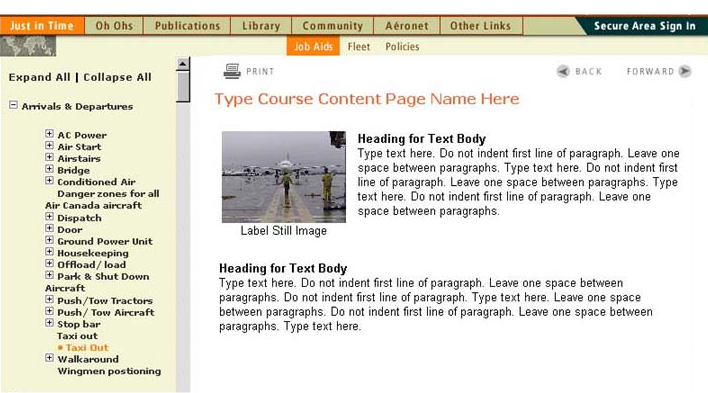 Just in Time Oh Ohs Publications Library Community Aéronet Other Links Secure Area Sign In
Job Aids Fleet Policies
Expand All | Collapse All
Arrivals & Departures
AC Power
Air Start
Airstairs
Bridge
Conditioned Air
Danger zones for all
Air Canada aircraft
Dispatch
Door
Ground Power Unit
Housekeeping
Offload/ load
Park & Shut Down
Aircraft
Push/Tow Tractors
Push/ Tow Aircraft
Stop bar
Taxi out
Taxi Out
Walkaround
Wingmen postioning
PRINT
BACK FORWARD
Type Course Content Page Name Here
Label Still Image
Heading for Text Body
Type text here. Do not indent first line of paragraph. Leave one
space between paragraphs. Type text here. Do not indent first
line of paragraph. Leave one space between paragraphs. Type
text here. Do not indent first line of paragraph. Leave one
space between paragraphs.
Heading for Text Body
Type text here. Do not indent first line of paragraph. Leave one space between
paragraphs. Do not indent first line of paragraph. Type text here. Leave one space
between paragraphs. Do not indent first line of paragraph. Leave one space between
paragraphs. Type text here.